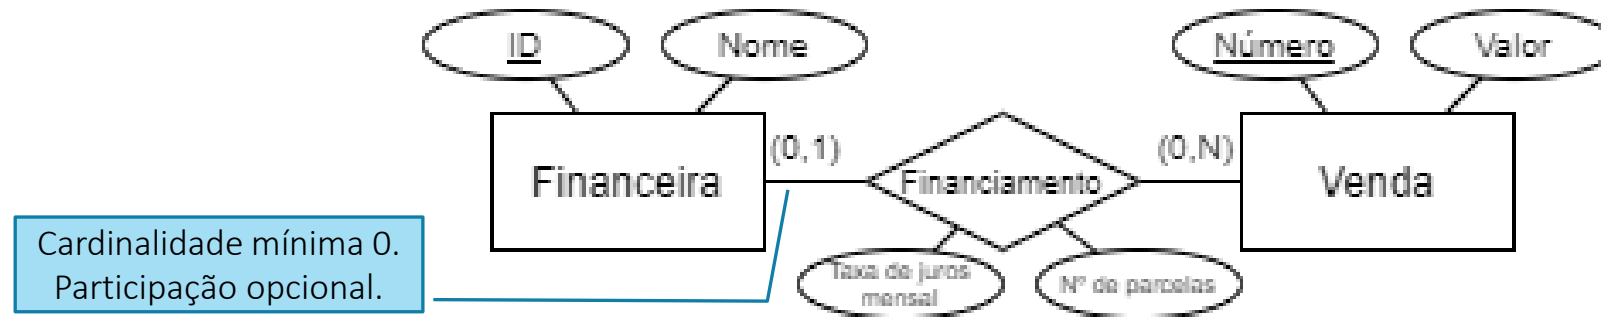 ID
Nome
Número
Valor
Financeira
(0,1)
Financiamento
(0,N)
Venda
Cardinalidade mínima 0.
Participação opcional.
Taxa de juros
mensal
Nº de parcelas